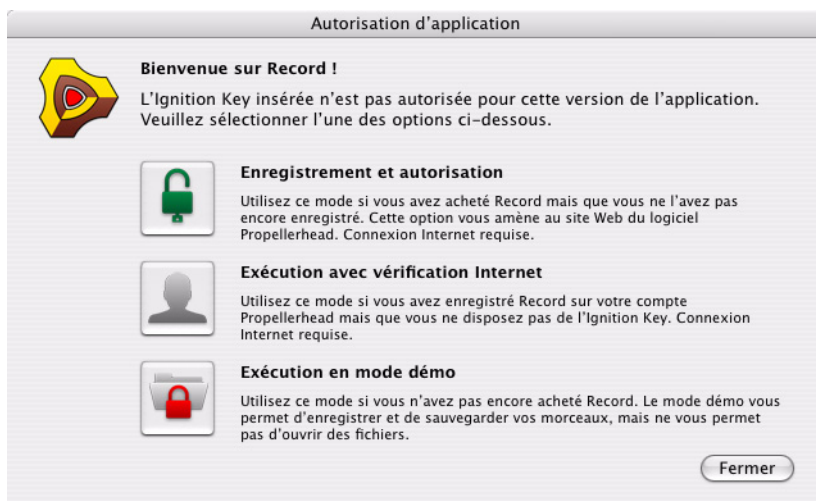 Autorisation d’application
Bienvenue sur Record !
L’Ignition Key insérée n’est pas autorisée pour cette version de l’application.
Veuillez sélectionner l’une des options ci-dessous.
Enregistrement et autorisation
Utilisez ce mode si vous avez acheté Record mais que vous ne l’avez pas
encore enregistré. Cette option vous amène au site Web du logiciel
Propellerhead. Connexion Internet requise.
Exécution avec vérification Internet
Utilisez ce mode si vous avez enregistré Record sur votre compte
Propellerhead mais que vous ne disposez pas de l’Ignition Key. Connexion
Internet requise.
Exécution en mode démo
Utilisez ce mode si vous n’avez pas encore acheté Record. Le mode démo vous
permet d’enregistrer et de sauvegarder vos morceaux, mais ne vous permet
pas d’ouvrir des fichiers.
Fermer